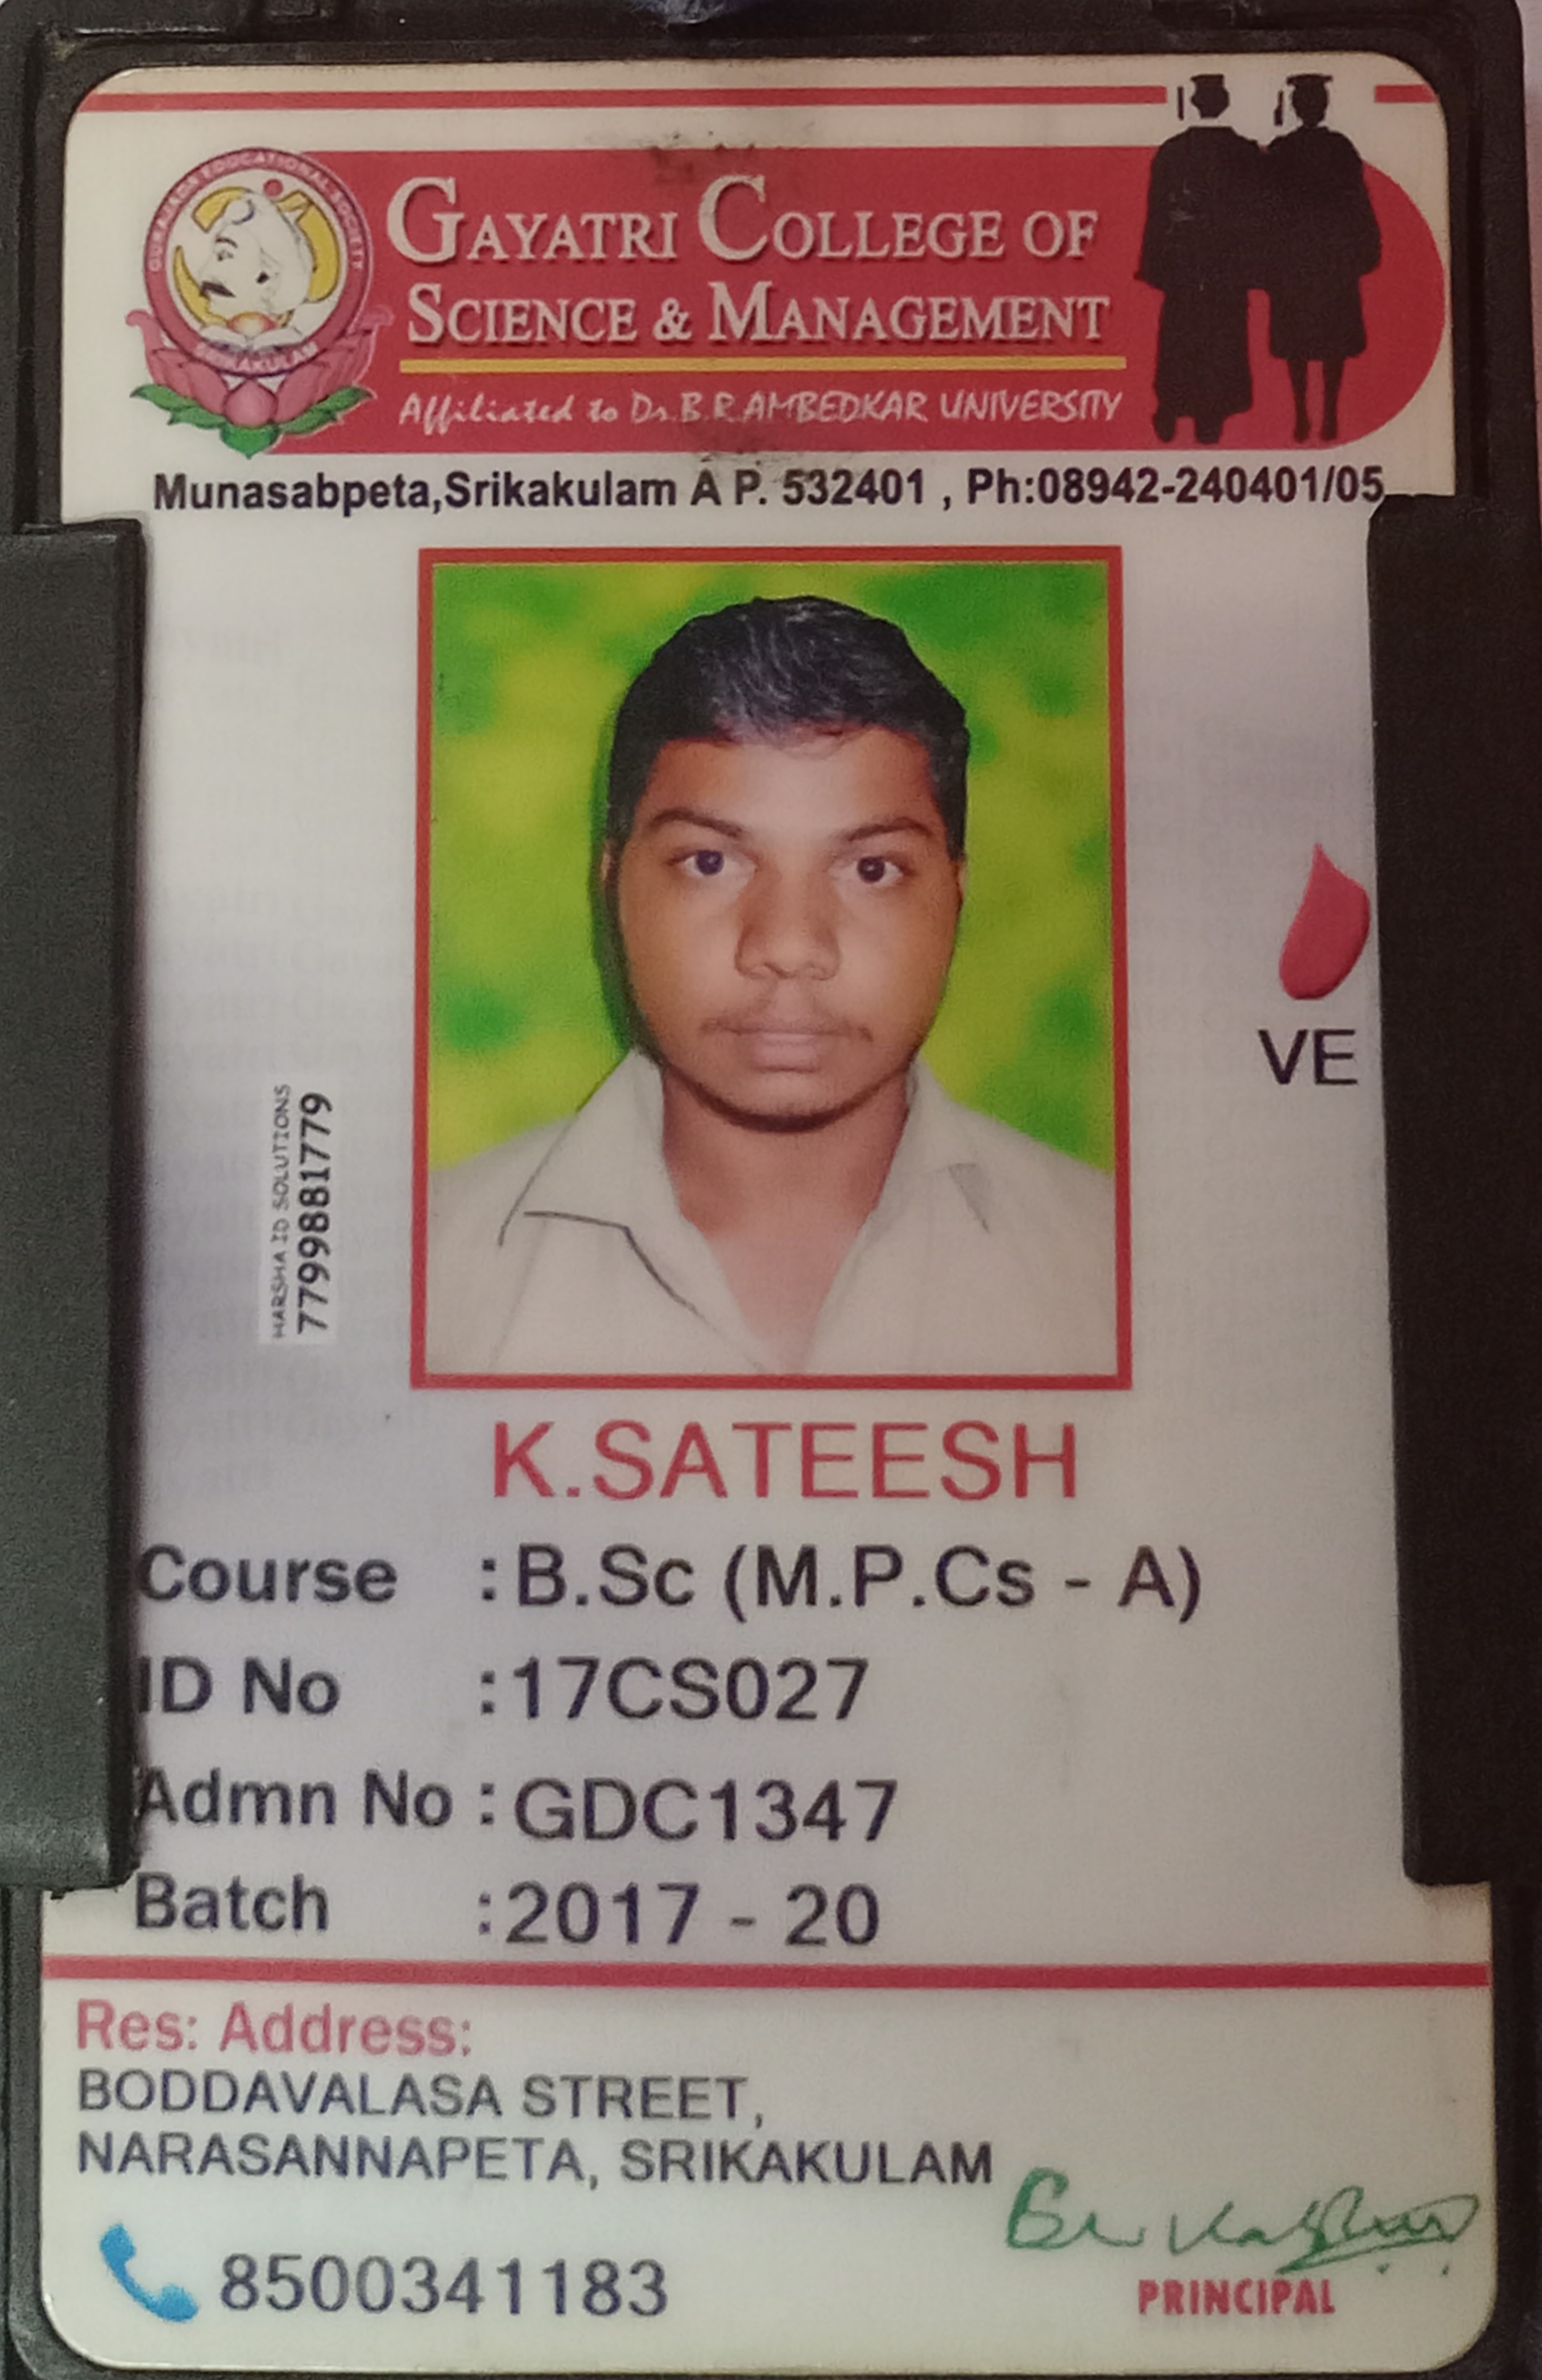 GURAJADA EDUCATIONAL SOCIETY
SRIKAKULAM
GAYATRI COLLEGE OF
SCIENCE & MANAGEMENT
Affiliated to Dr.B.R.AMBEDKAR UNIVERSITY
Munasabpeta,Srikakulam A P. 532401 , Ph:08942-240401/05
VE
HARSHA ID SOLUTIONS
7799881779
K.SATEESH
Course : B.Sc (M.P.Cs - A)
ID No : 17CS027
Admn No : GDC1347
Batch : 2017 - 20
Res: Address:
BODDAVALASA STREET,
NARASANNAPETA, SRIKAKULAM
8500341183
PRINCIPAL